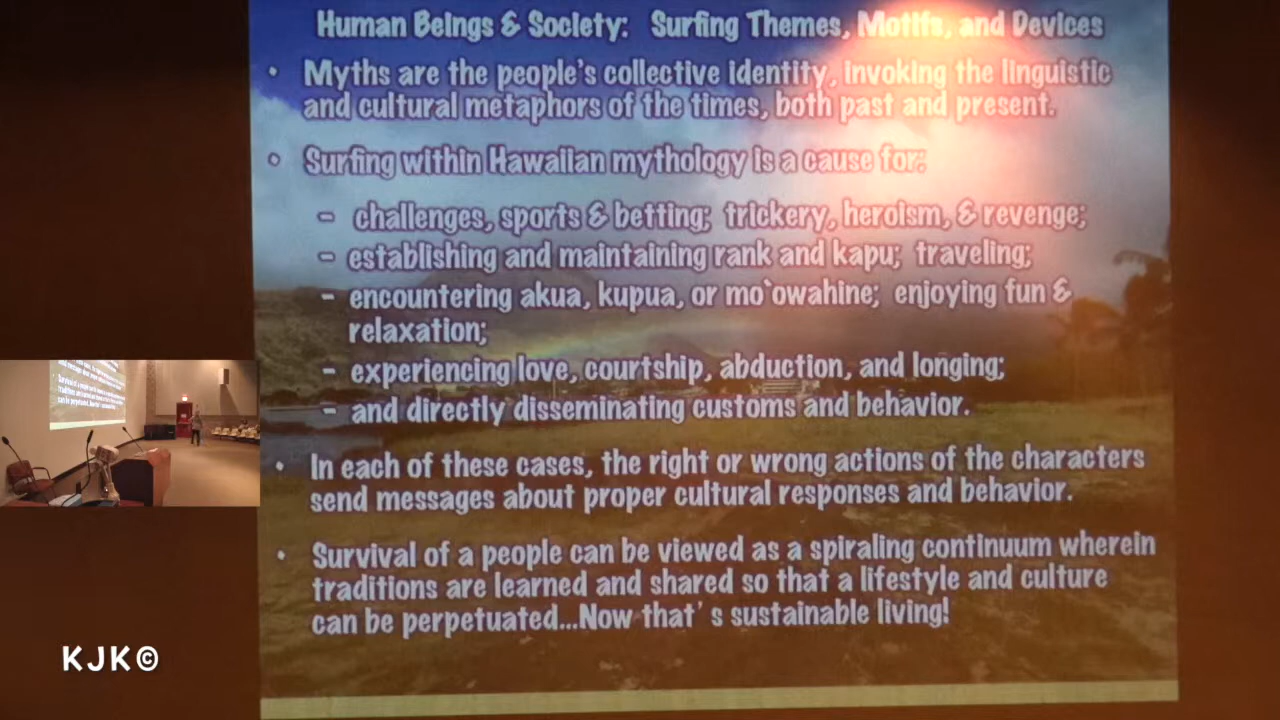 Human Beings & Society: Surfing Themes, Motifs, and Devices
• Myths are the people's collective identity, invoking the linguistic
and cultural metaphors of the times, both past and present.
• Surfing within Hawaiian mythology is a cause for:
- challenges, sports & betting; trickery, heroism, & revenge;
- establishing and maintaining rank and kapu; traveling;
- encountering akua, kupua, or mo`owahine; enjoying fun &
relaxation;
- experiencing love, courtship, abduction, and longing;
- and directly disseminating customs and behavior.
• In each of these cases, the right or wrong actions of the characters
send messages about proper cultural responses and behavior.
• Survival of a people can be viewed as a spiraling continuum wherein
traditions are learned and shared so that a lifestyle and culture
can be perpetuated...Now that's sustainable living!
KJK©